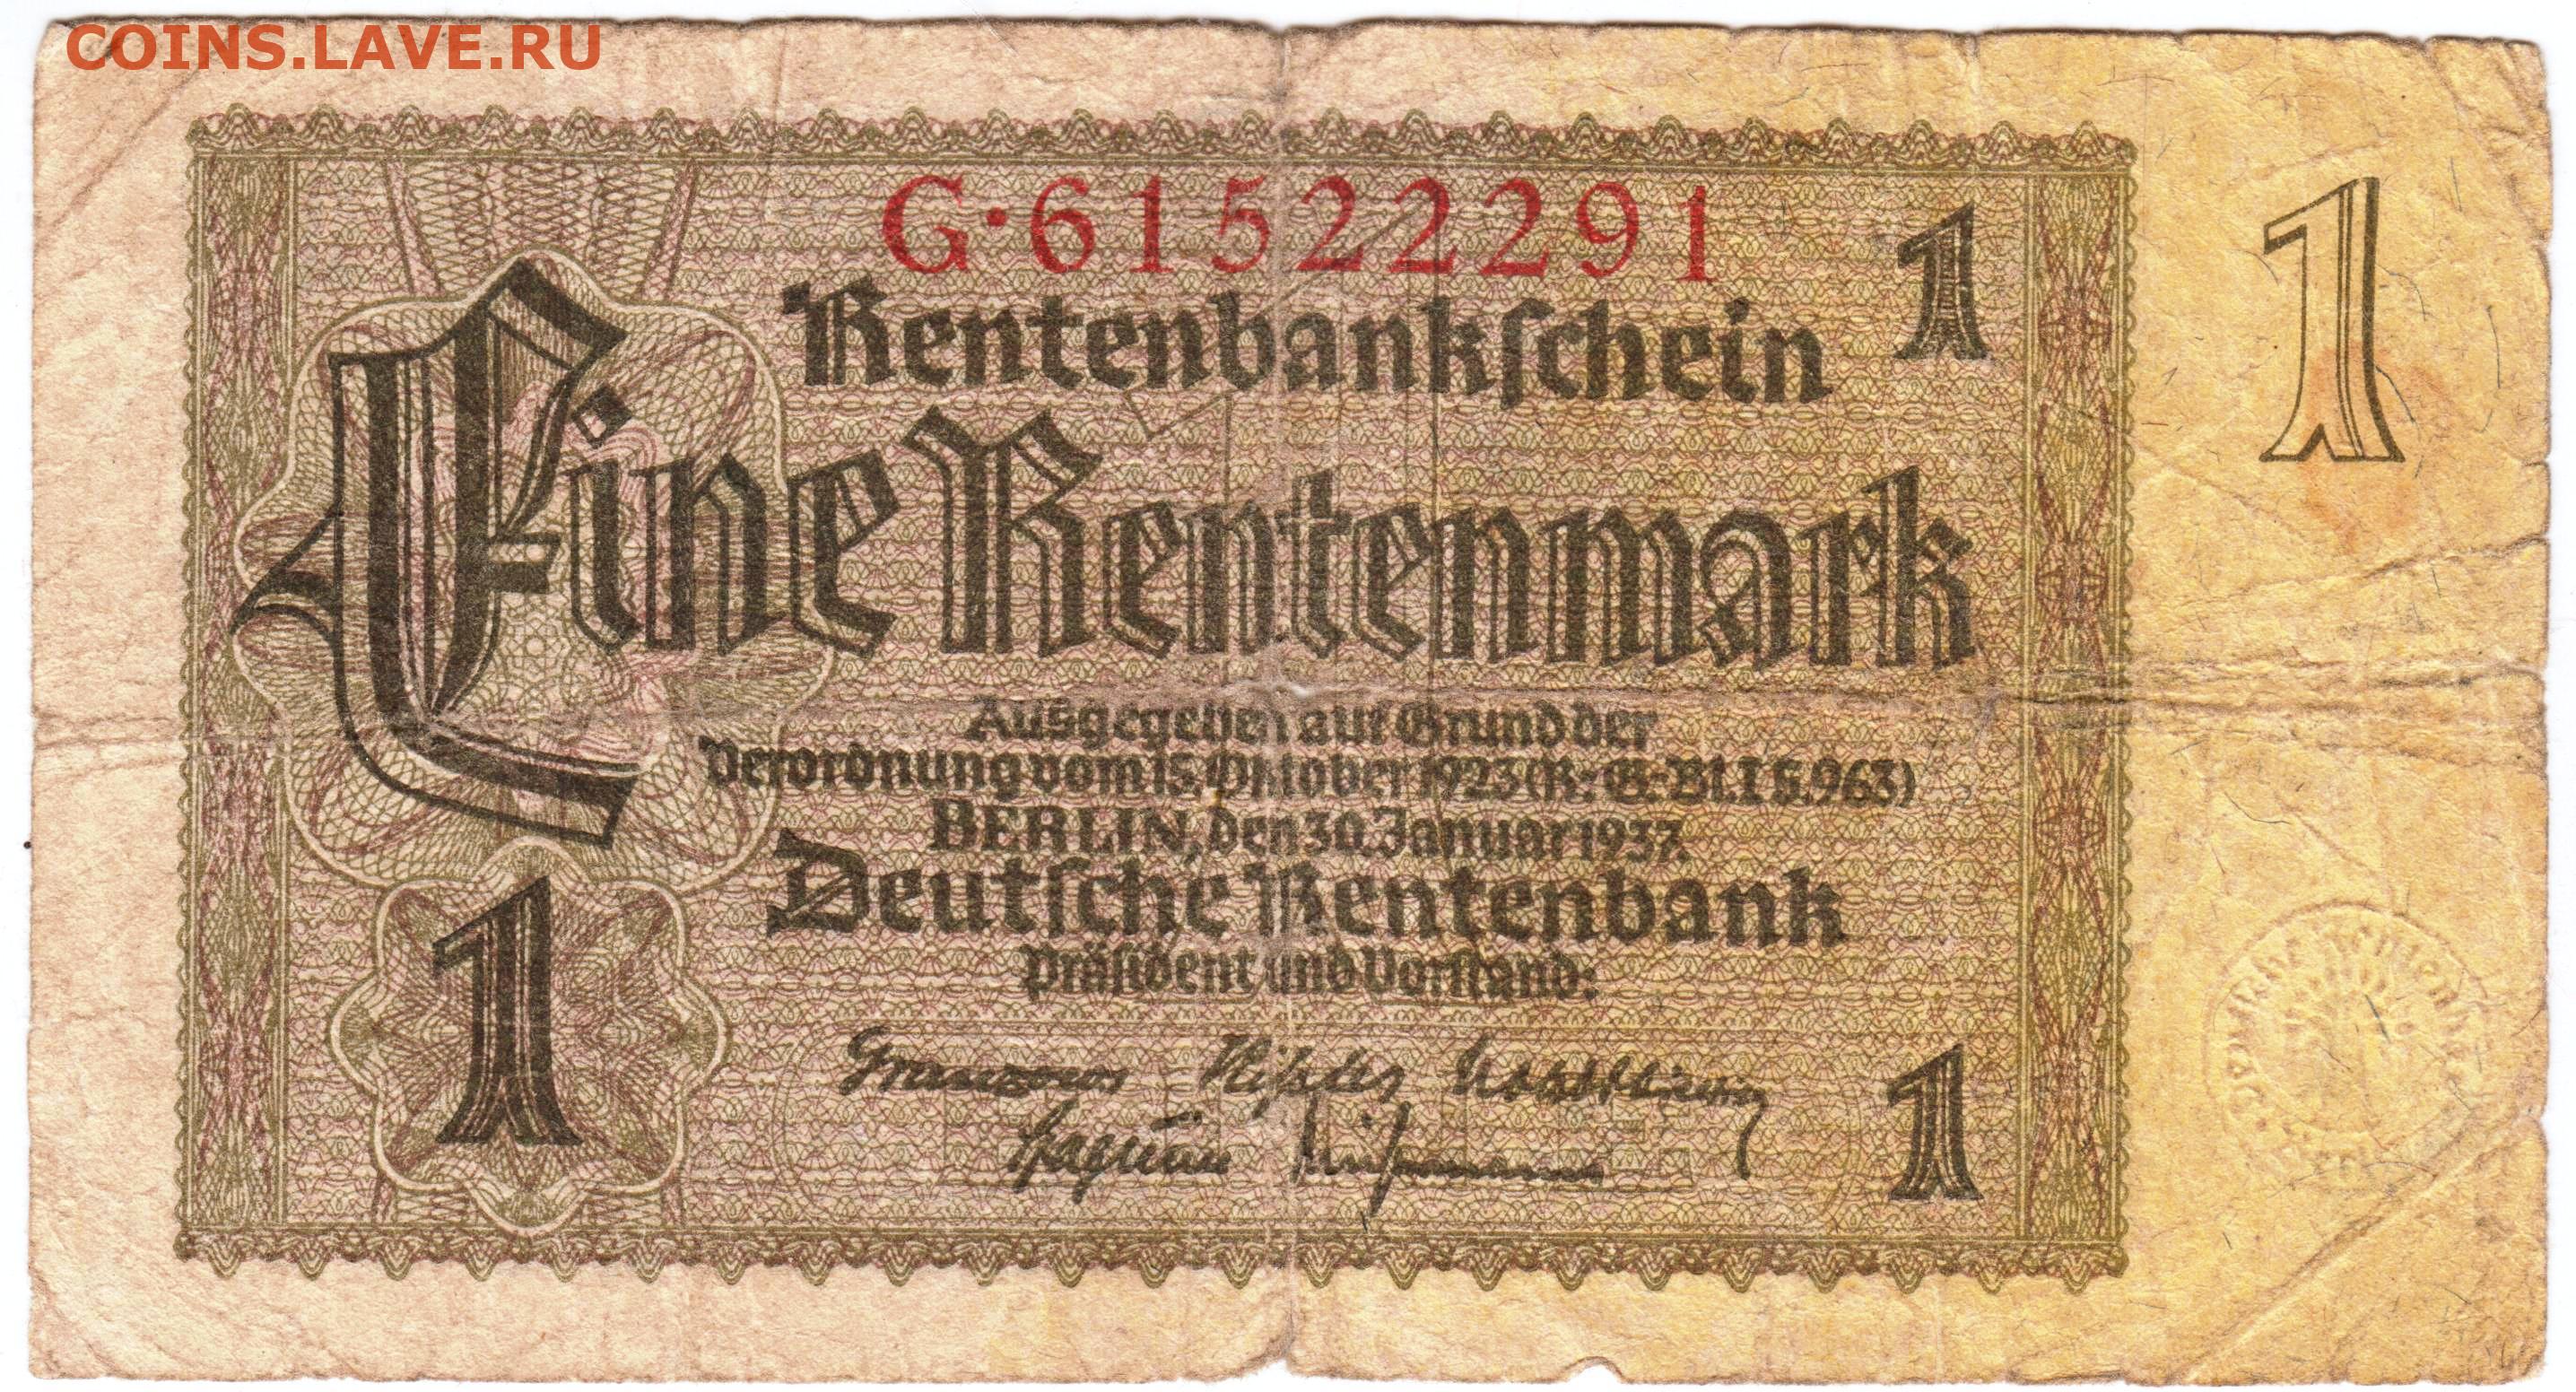 COINS.LAVE.RU
G·61522291
Rentenbankſchein
1
1
Eine Rentenmark
Ausgegeben auf Grund der
Verordnung vom 15. Oktober 1923 (R.-G.-Bl. I S. 963)
BERLIN, den 30. Januar 1937.
Deutſche Rentenbank
Präſident und Vorſtand:
1
1